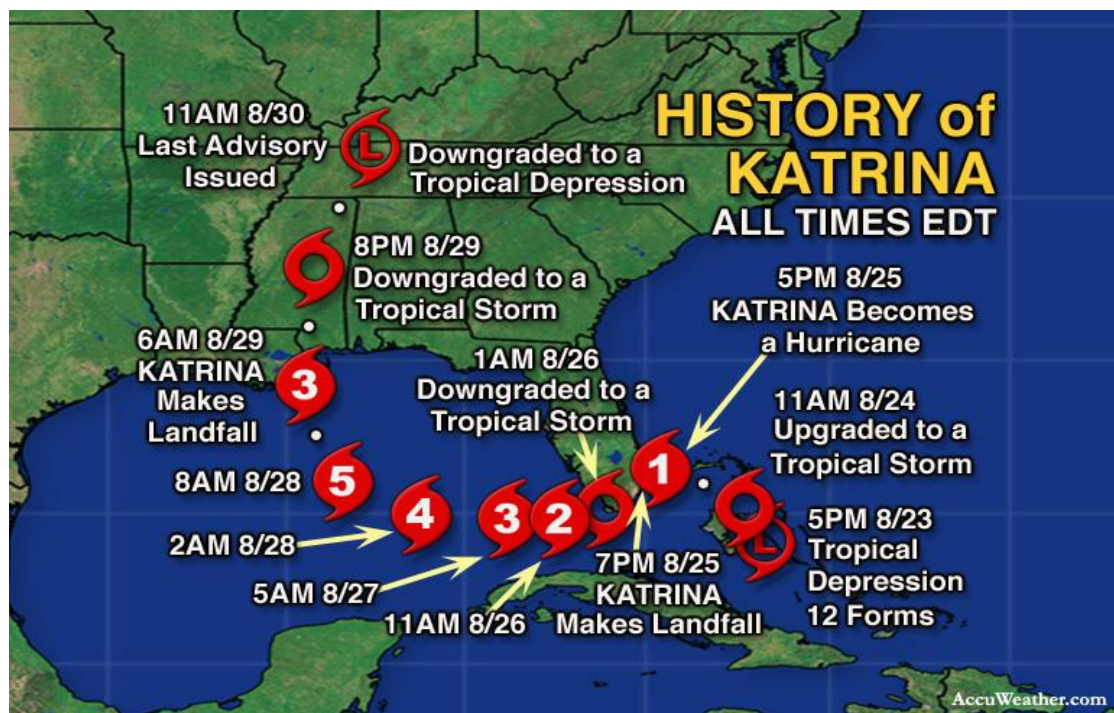 HISTORY of
KATRINA
ALL TIMES EDT
11AM 8/30
Last Advisory
Issued
L
Downgraded to a
Tropical Depression
8PM 8/29
Downgraded to a
Tropical Storm
6AM 8/29
KATRINA
Makes
Landfall
3
1AM 8/26
Downgraded to a
Tropical Storm
5PM 8/25
KATRINA Becomes
a Hurricane
11AM 8/24
Upgraded to a
Tropical Storm
8AM 8/28
5
4
3
2
1
2AM 8/28
5AM 8/27
11AM 8/26
7PM 8/25
KATRINA
Makes Landfall
L
5PM 8/23
Tropical
Depression
12 Forms
AccuWeather.com